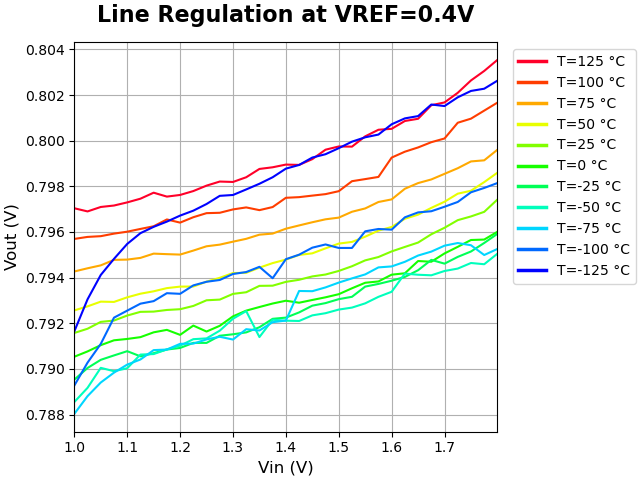 Line Regulation at VREF=0.4V
Vout (V)
0.804
0.802
0.800
0.798
0.796
0.794
0.792
0.790
0.788
1.0 1.1 1.2 1.3 1.4 1.5 1.6 1.7
Vin (V)
T=125 °C
T=100 °C
T=75 °C
T=50 °C
T=25 °C
T=0 °C
T=-25 °C
T=-50 °C
T=-75 °C
T=-100 °C
T=-125 °C